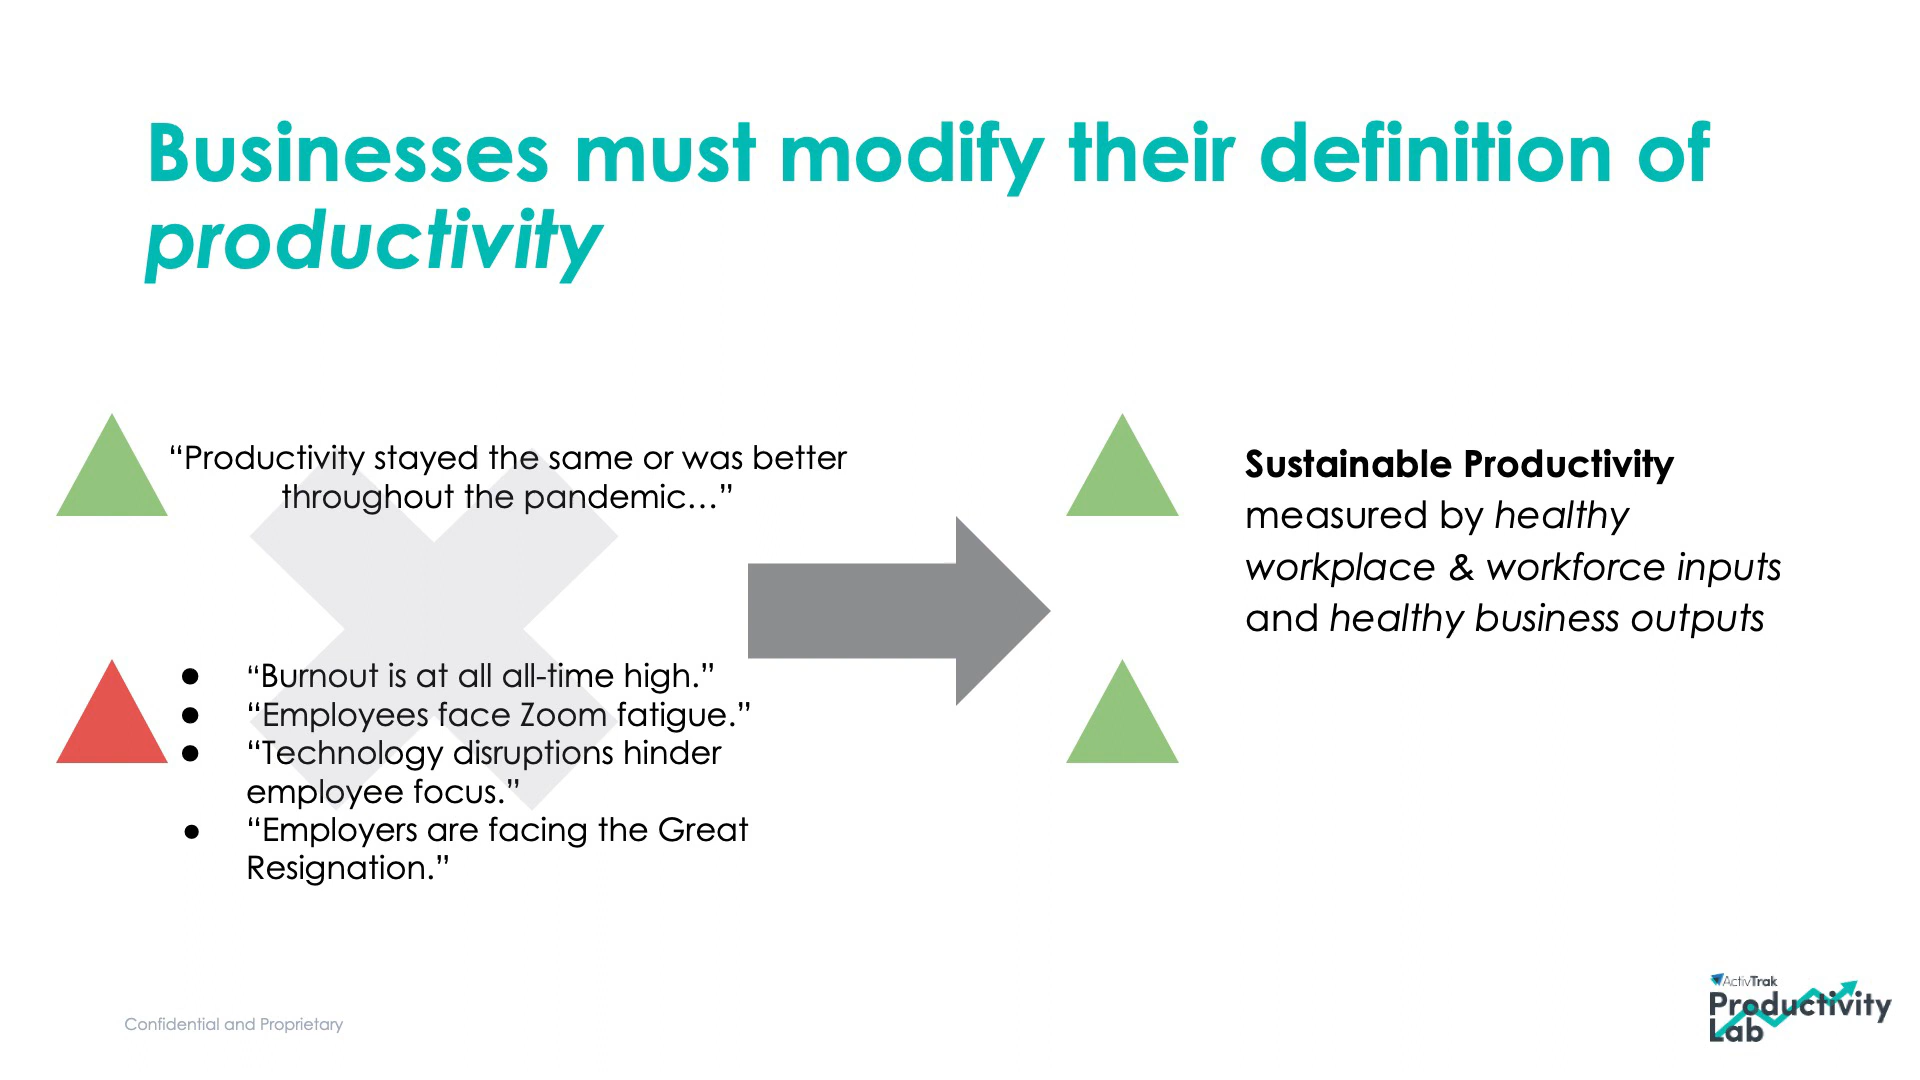 Businesses must modify their definition of
productivity
“Productivity stayed the same or was better
throughout the pandemic…”
● “Burnout is at all all-time high.”
● “Employees face Zoom fatigue.”
● “Technology disruptions hinder
employee focus.”
● “Employers are facing the Great
Resignation.”
Sustainable Productivity
measured by healthy
workplace & workforce inputs
and healthy business outputs
Confidential and Proprietary
ActivTrak
Productivity
Lab